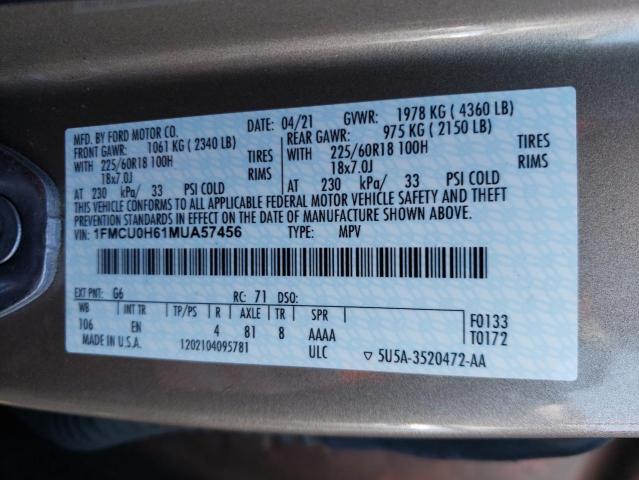 MFD. BY FORD MOTOR CO.
DATE: 04/21 GVWR: 1978 KG ( 4360 LB)
FRONT GAWR: 1061 KG ( 2340 LB) REAR GAWR: 975 KG ( 2150 LB)
WITH 225/60R18 100H TIRES WITH 225/60R18 100H TIRES
18x7.0J RIMS 18x7.0J RIMS
AT 230 kPa/ 33 PSI COLD AT 230 kPa/ 33 PSI COLD
THIS VEHICLE CONFORMS TO ALL APPLICABLE FEDERAL MOTOR VEHICLE SAFETY AND THEFT
PREVENTION STANDARDS IN EFFECT ON THE DATE OF MANUFACTURE SHOWN ABOVE.
VIN: 1FMCU0H61MUA57456 TYPE: MPV
EXT PNT: G6 RC: 71 DSO:
WB INT TR TP/PS R AXLE TR SPR
106 EN 4 81 8 AAAA
F0133
T0172
MADE IN U.S.A. 1202104095781 ULC ▽ 5U5A-3520472-AA